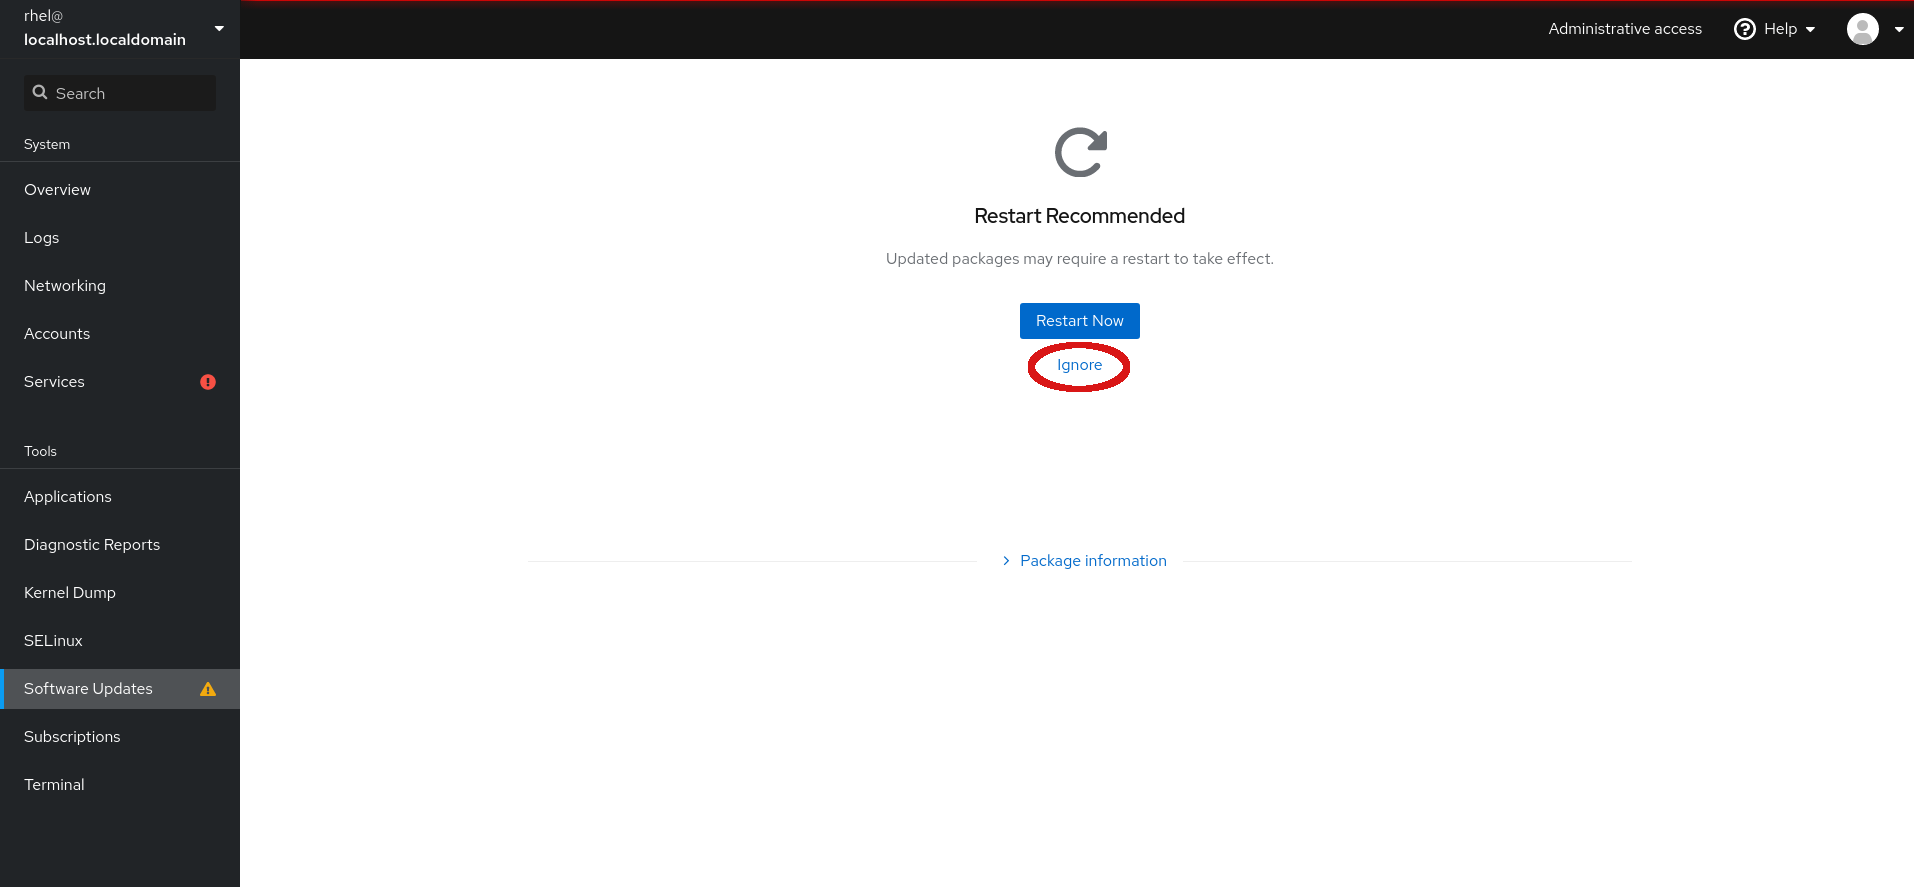 rhel@
localhost.localdomain
Administrative access
Help
Search
System
Overview
Logs
Networking
Accounts
Services
Tools
Applications
Diagnostic Reports
Kernel Dump
SELinux
Software Updates
Subscriptions
Terminal
Restart Recommended
Updated packages may require a restart to take effect.
Restart Now
Ignore
Package information